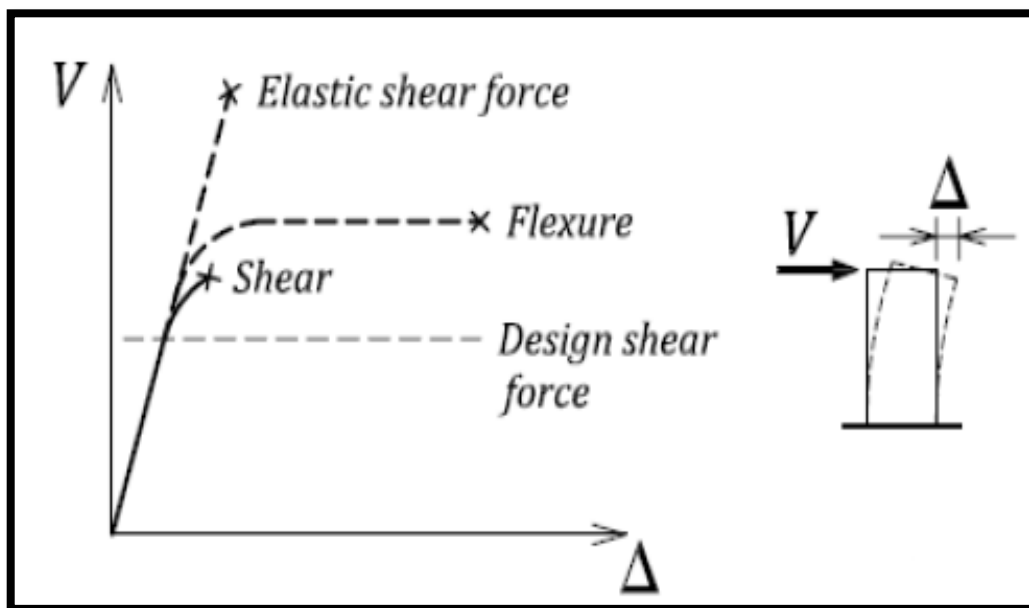 V
Elastic shear force
Flexure
Shear
Design shear
force
Δ
Δ
V